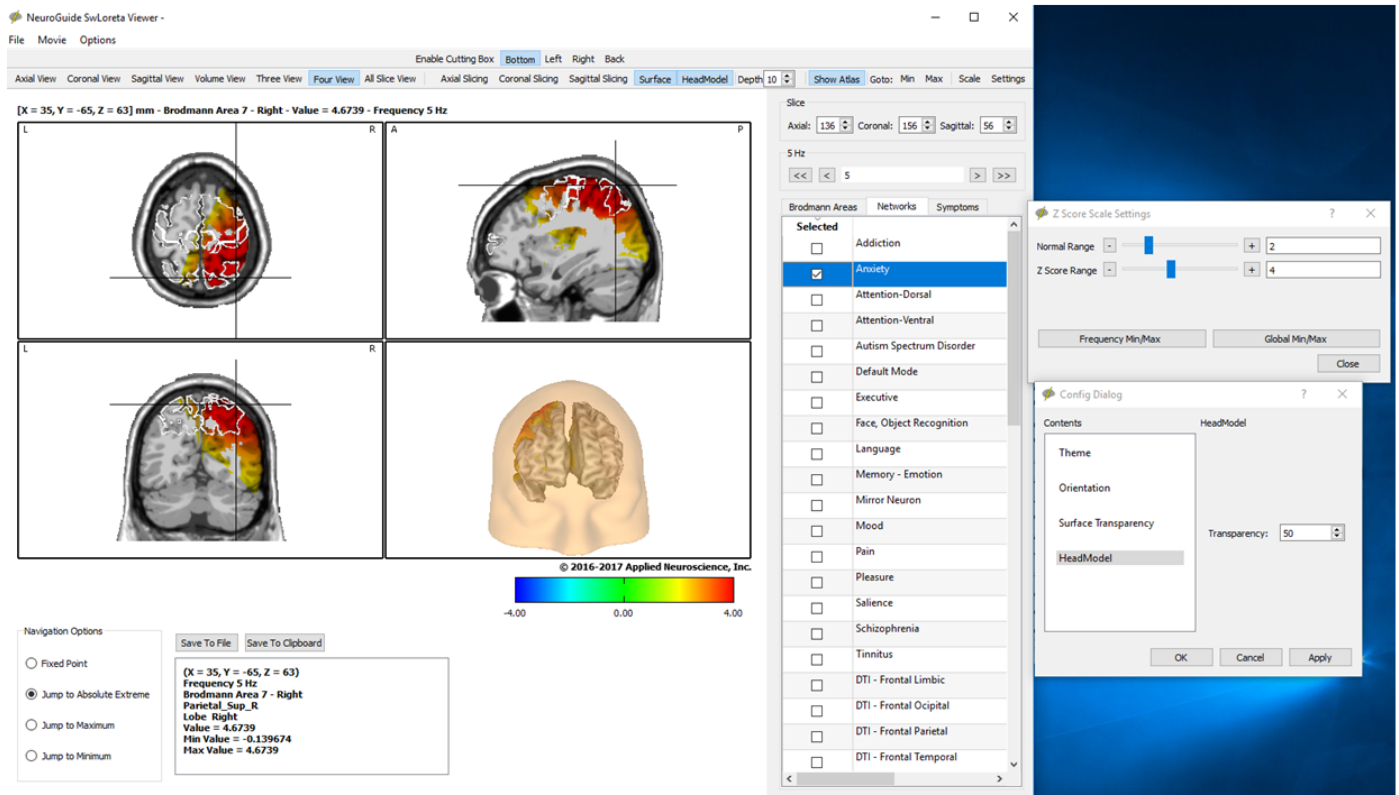 NeuroGuide SwLoreta Viewer -
File Movie Options
Enable Cutting Box Bottom Left Right Back
Axial View Coronal View Sagittal View Volume View Three View Four View All Slice View Axial Slicing Coronal Slicing Sagittal Slicing Surface HeadModel Depth 10 Show Atlas Goto: Min Max Scale Settings
[X = 35, Y = -65, Z = 63] mm - Brodmann Area 7 - Right - Value = 4.6739 - Frequency 5 Hz
L R A P
L R
© 2016-2017 Applied Neuroscience, Inc.
-4.00 0.00 4.00
Navigation Options
Fixed Point
Jump to Absolute Extreme
Jump to Maximum
Jump to Minimum
Save To File Save To Clipboard
(X = 35, Y = -65, Z = 63)
Frequency 5 Hz
Brodmann Area 7 - Right
Parietal_Sup_R
Lobe Right
Value = 4.6739
Min Value = -0.139674
Max Value = 4.6739
Slice
Axial: 136 Coronal: 156 Sagittal: 56
5 Hz
<< < 5 > >>
Brodmann Areas Networks Symptoms
Selected
Addiction
Anxiety
Attention-Dorsal
Attention-Ventral
Autism Spectrum Disorder
Default Mode
Executive
Face, Object Recognition
Language
Memory - Emotion
Mirror Neuron
Mood
Pain
Pleasure
Salience
Schizophrenia
Tinnitus
DTI - Frontal Limbic
DTI - Frontal Ocipital
DTI - Frontal Parietal
DTI - Frontal Temporal
Z Score Scale Settings
Normal Range - + 2
Z Score Range - + 4
Frequency Min/Max Global Min/Max
Close
Config Dialog
Contents HeadModel
Theme
Orientation
Surface Transparency
HeadModel
Transparency: 50
OK Cancel Apply